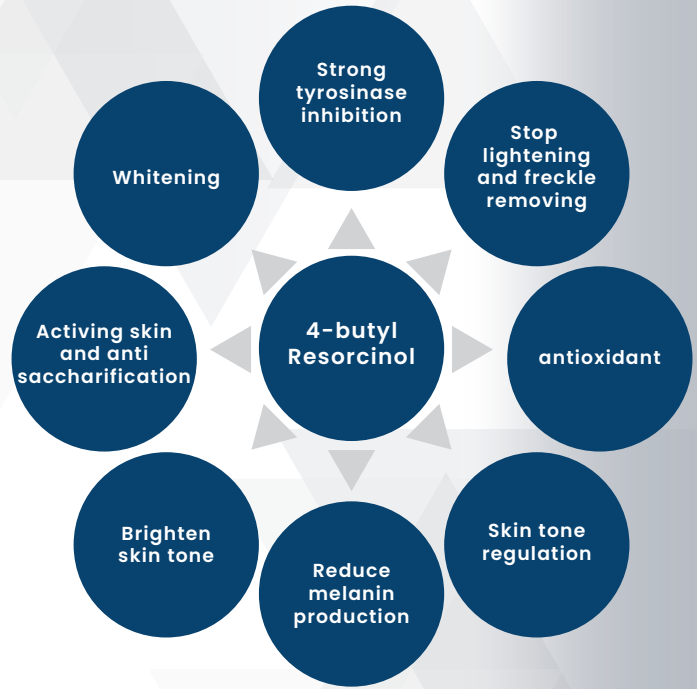 Strong
tyrosinase
inhibition
Stop
lightening
and freckle
removing
Whitening
Activing skin
and anti
saccharification
4-butyl
Resorcinol
antioxidant
Brighten
skin tone
Skin tone
regulation
Reduce
melanin
production